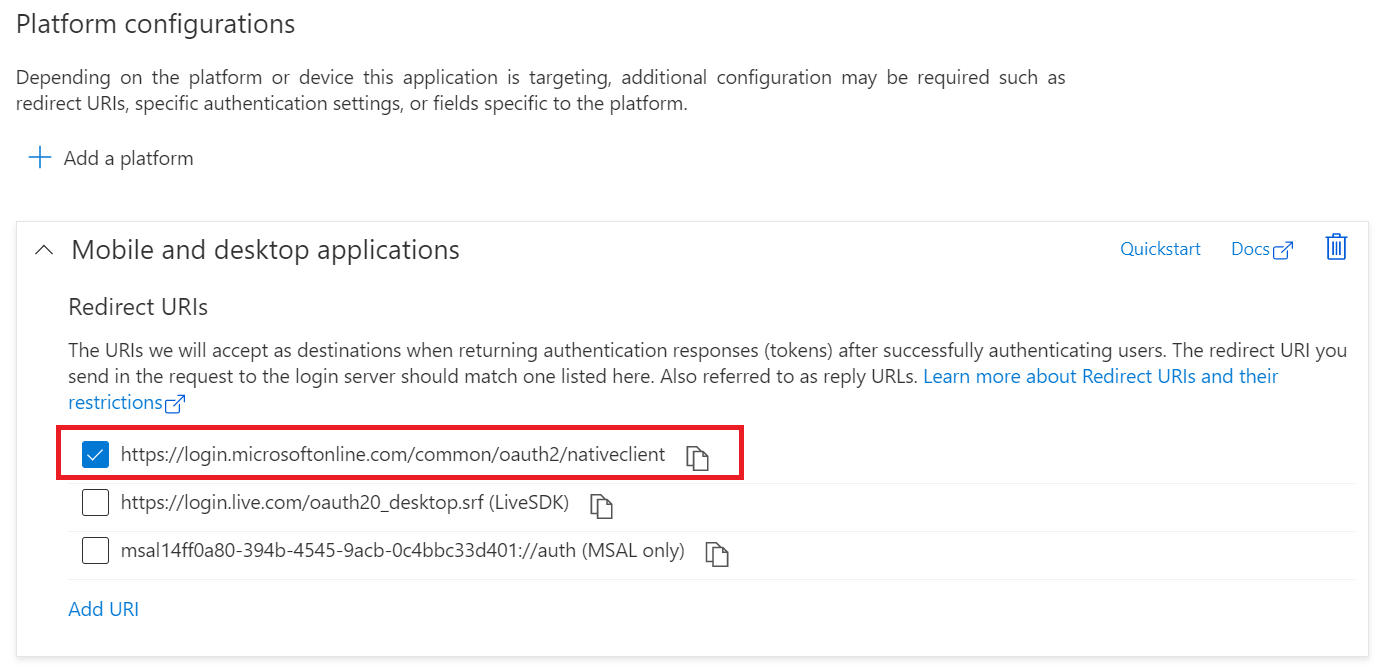 Platform configurations
Depending on the platform or device this application is targeting, additional configuration may be required such as
redirect URIs, specific authentication settings, or fields specific to the platform.
Add a platform
Mobile and desktop applications
Quickstart
Docs
Redirect URIs
The URIs we will accept as destinations when returning authentication responses (tokens) after successfully authenticating users. The redirect URI you
send in the request to the login server should match one listed here. Also referred to as reply URLs. Learn more about Redirect URIs and their
restrictions
https://login.microsoftonline.com/common/oauth2/nativeclient
https://login.live.com/oauth20_desktop.srf (LiveSDK)
msal14ff0a80-394b-4545-9acb-0c4bbc33d401://auth (MSAL only)
Add URI